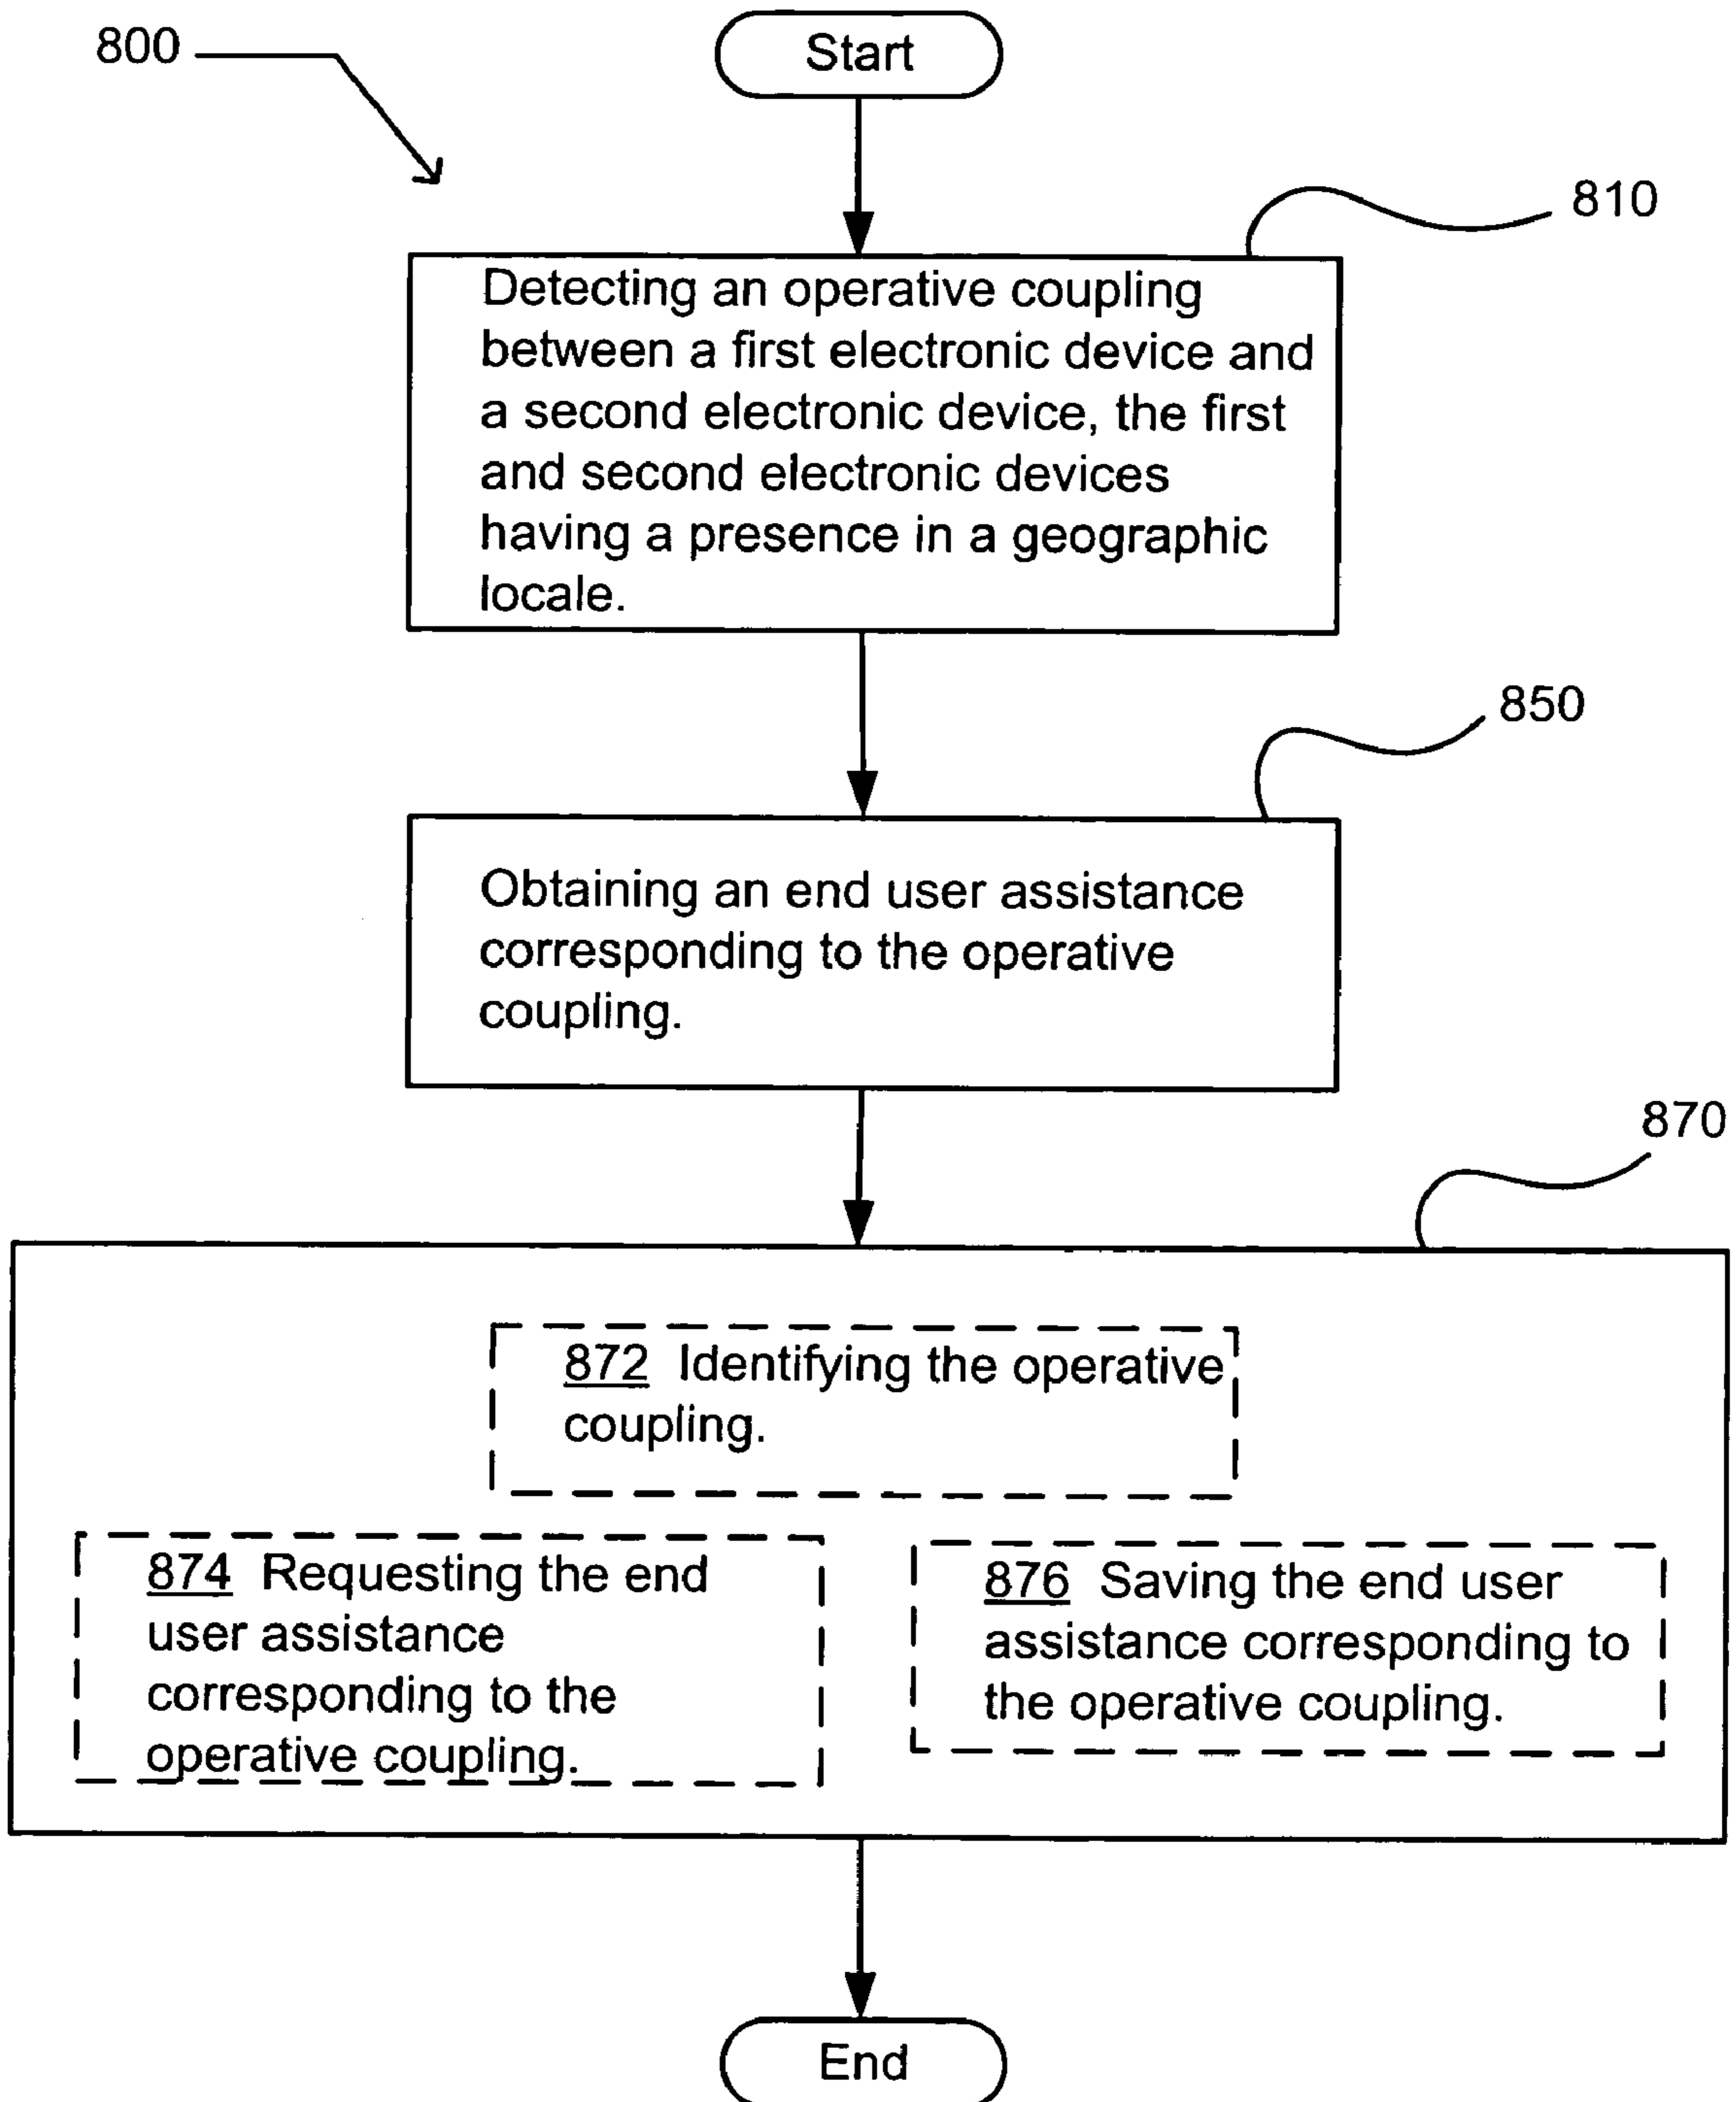 800
Start
810
Detecting an operative coupling
between a first electronic device and
a second electronic device, the first
and second electronic devices
having a presence in a geographic
locale.
850
Obtaining an end user assistance
corresponding to the operative
coupling.
870
872 Identifying the operative
coupling.
874 Requesting the end
user assistance
corresponding to the
operative coupling.
876 Saving the end user
assistance corresponding to
the operative coupling.
End